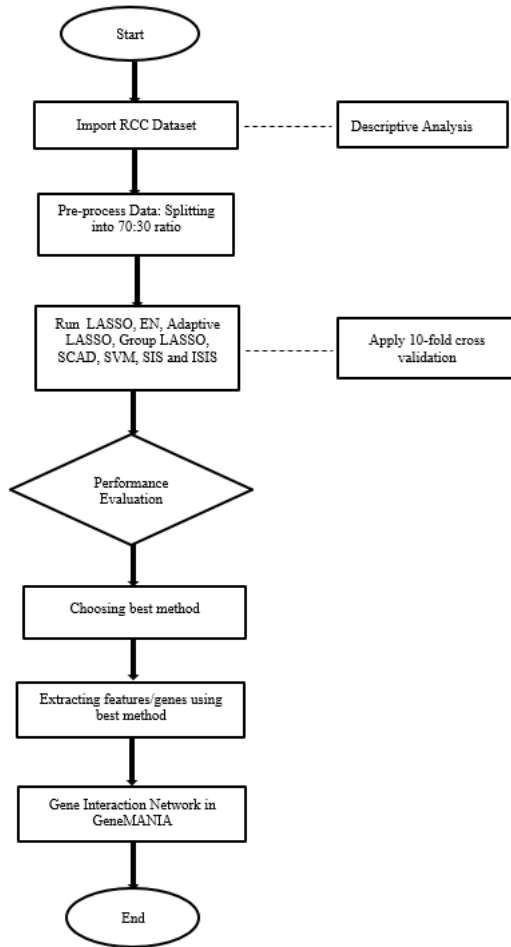 Start
Import RCC Dataset
Descriptive Analysis
Pre-process Data: Splitting
into 70:30 ratio
Run LASSO, EN, Adaptive
LASSO, Group LASSO,
SCAD, SVM, SIS and ISIS
Apply 10-fold cross
validation
Performance
Evaluation
Choosing best method
Extracting features/genes using
best method
Gene Interaction Network in
GeneMANIA
End